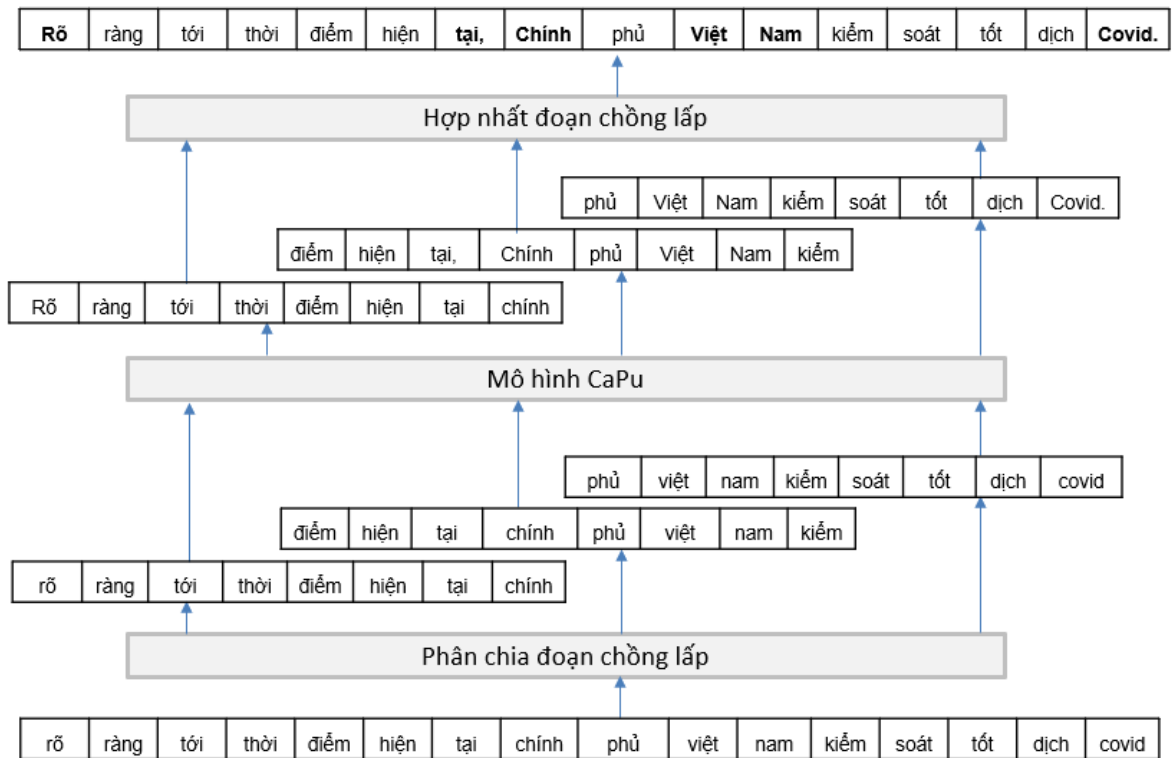 Rõ ràng tới thời điểm hiện tại, Chính phủ Việt Nam kiểm soát tốt dịch Covid.
Hợp nhất đoạn chồng lấp
phủ Việt Nam kiểm soát tốt dịch Covid.
điểm hiện tại, Chính phủ Việt Nam kiểm
Rõ ràng tới thời điểm hiện tại chính
Mô hình CaPu
phủ việt nam kiểm soát tốt dịch covid
điểm hiện tại chính phủ việt nam kiểm
rõ ràng tới thời điểm hiện tại chính
Phân chia đoạn chồng lấp
rõ ràng tới thời điểm hiện tại chính phủ việt nam kiểm soát tốt dịch covid